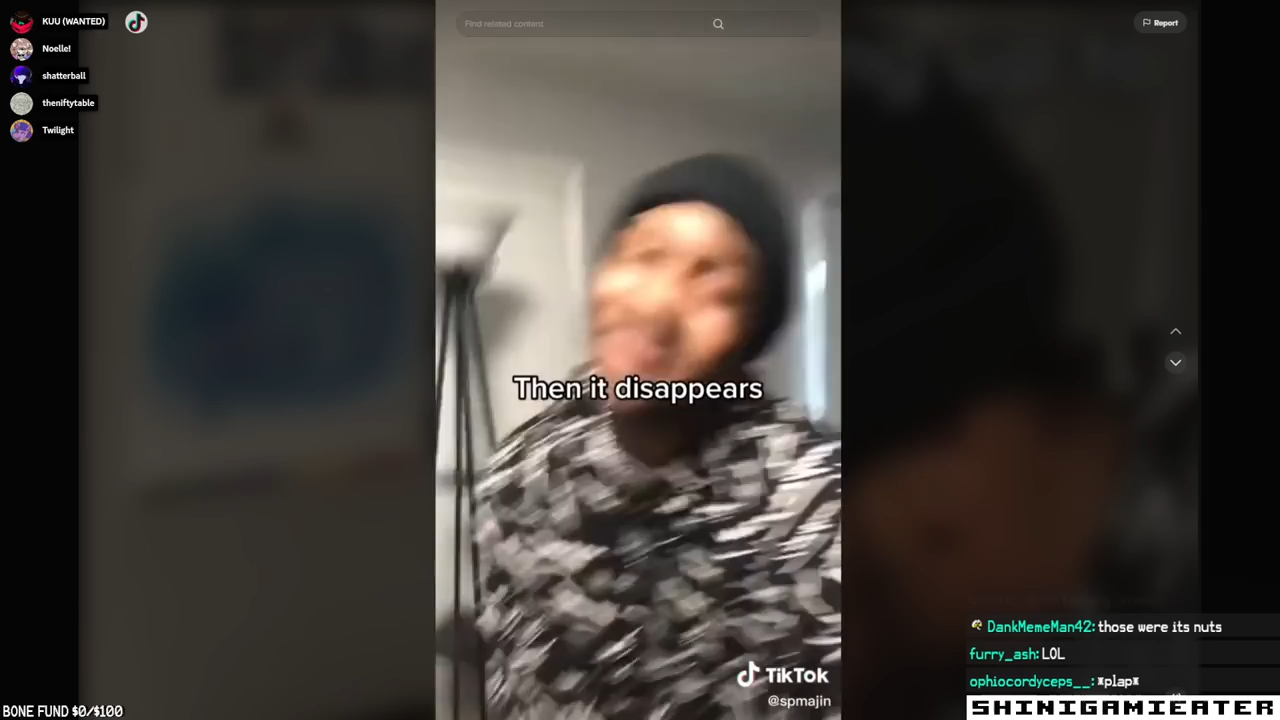 KUU (WANTED)
Noelle!
shatterball
theniftytable
Twilight
Find related content
Report
Then it disappears
TikTok
@spmajin
DankMemeMan42: those were its nuts
furry_ash: LOL
ophiocordyceps__: *plap*
SHINIGAMIEATER
BONE FUND $0/$100